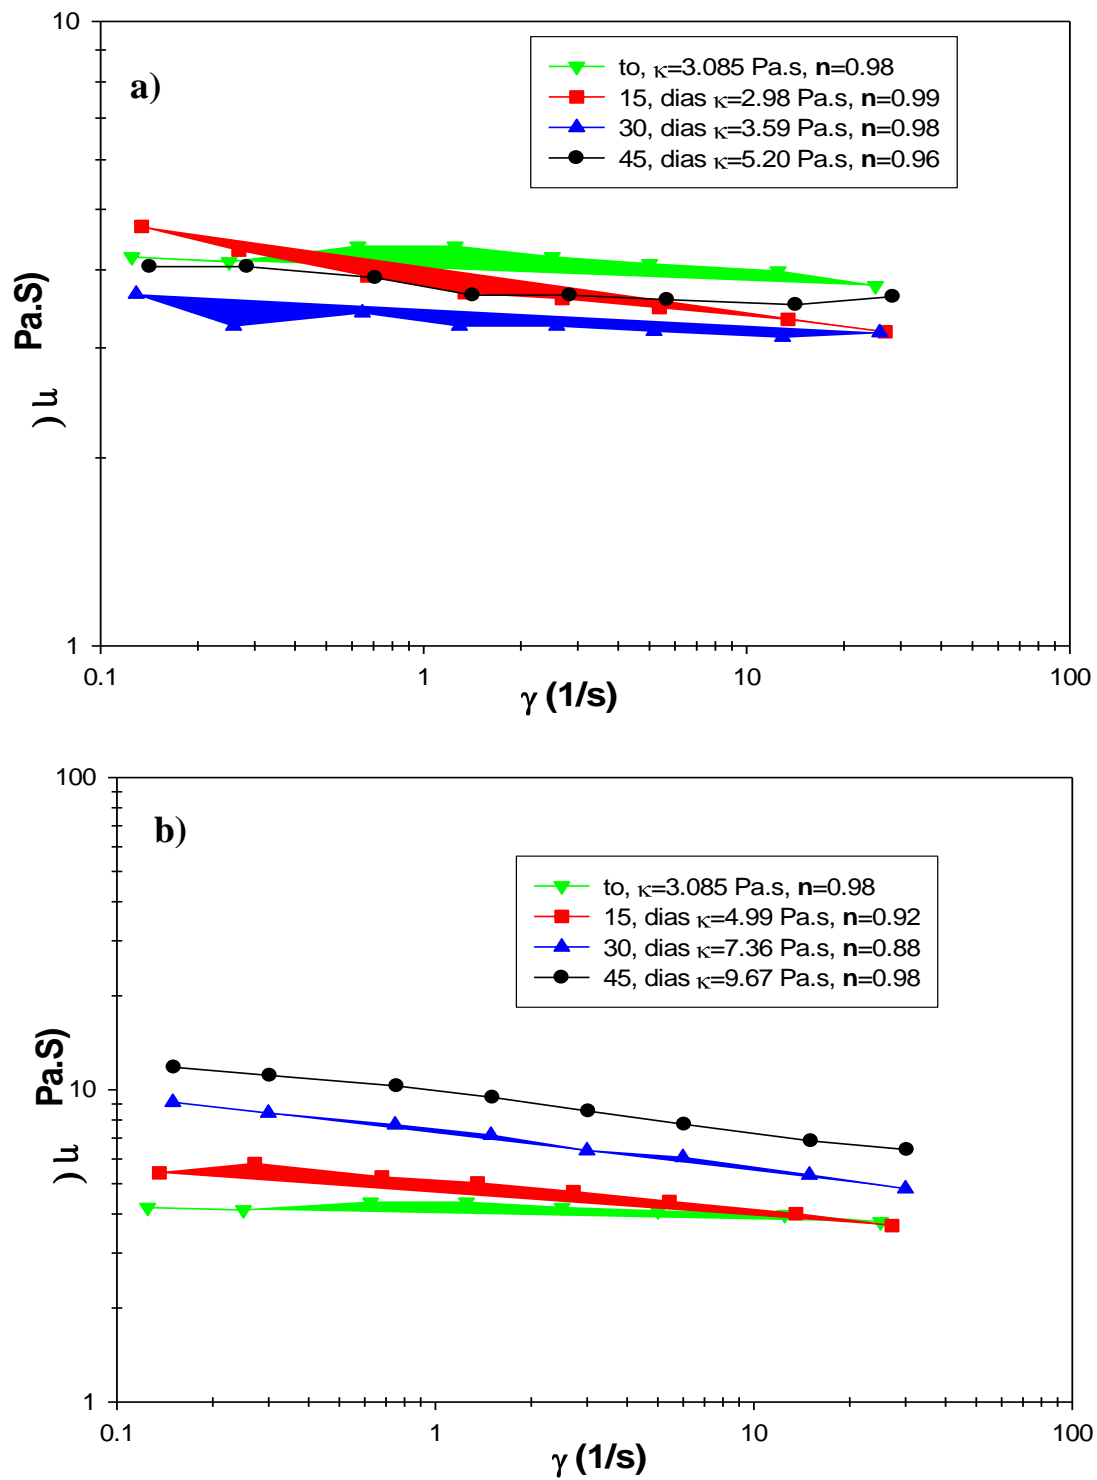 10
a)
to, κ=3.085 Pa.s, n=0.98
15, dias κ=2.98 Pa.s, n=0.99
30, dias κ=3.59 Pa.s, n=0.98
45, dias κ=5.20 Pa.s, n=0.96
η (
Pa.S)
1
0.1
1
10
100
γ (1/s)
100
b)
to, κ=3.085 Pa.s, n=0.98
15, dias κ=4.99 Pa.s, n=0.92
30, dias κ=7.36 Pa.s, n=0.88
45, dias κ=9.67 Pa.s, n=0.98
η (
Pa.S)
10
1
0.1
1
10
100
γ (1/s)